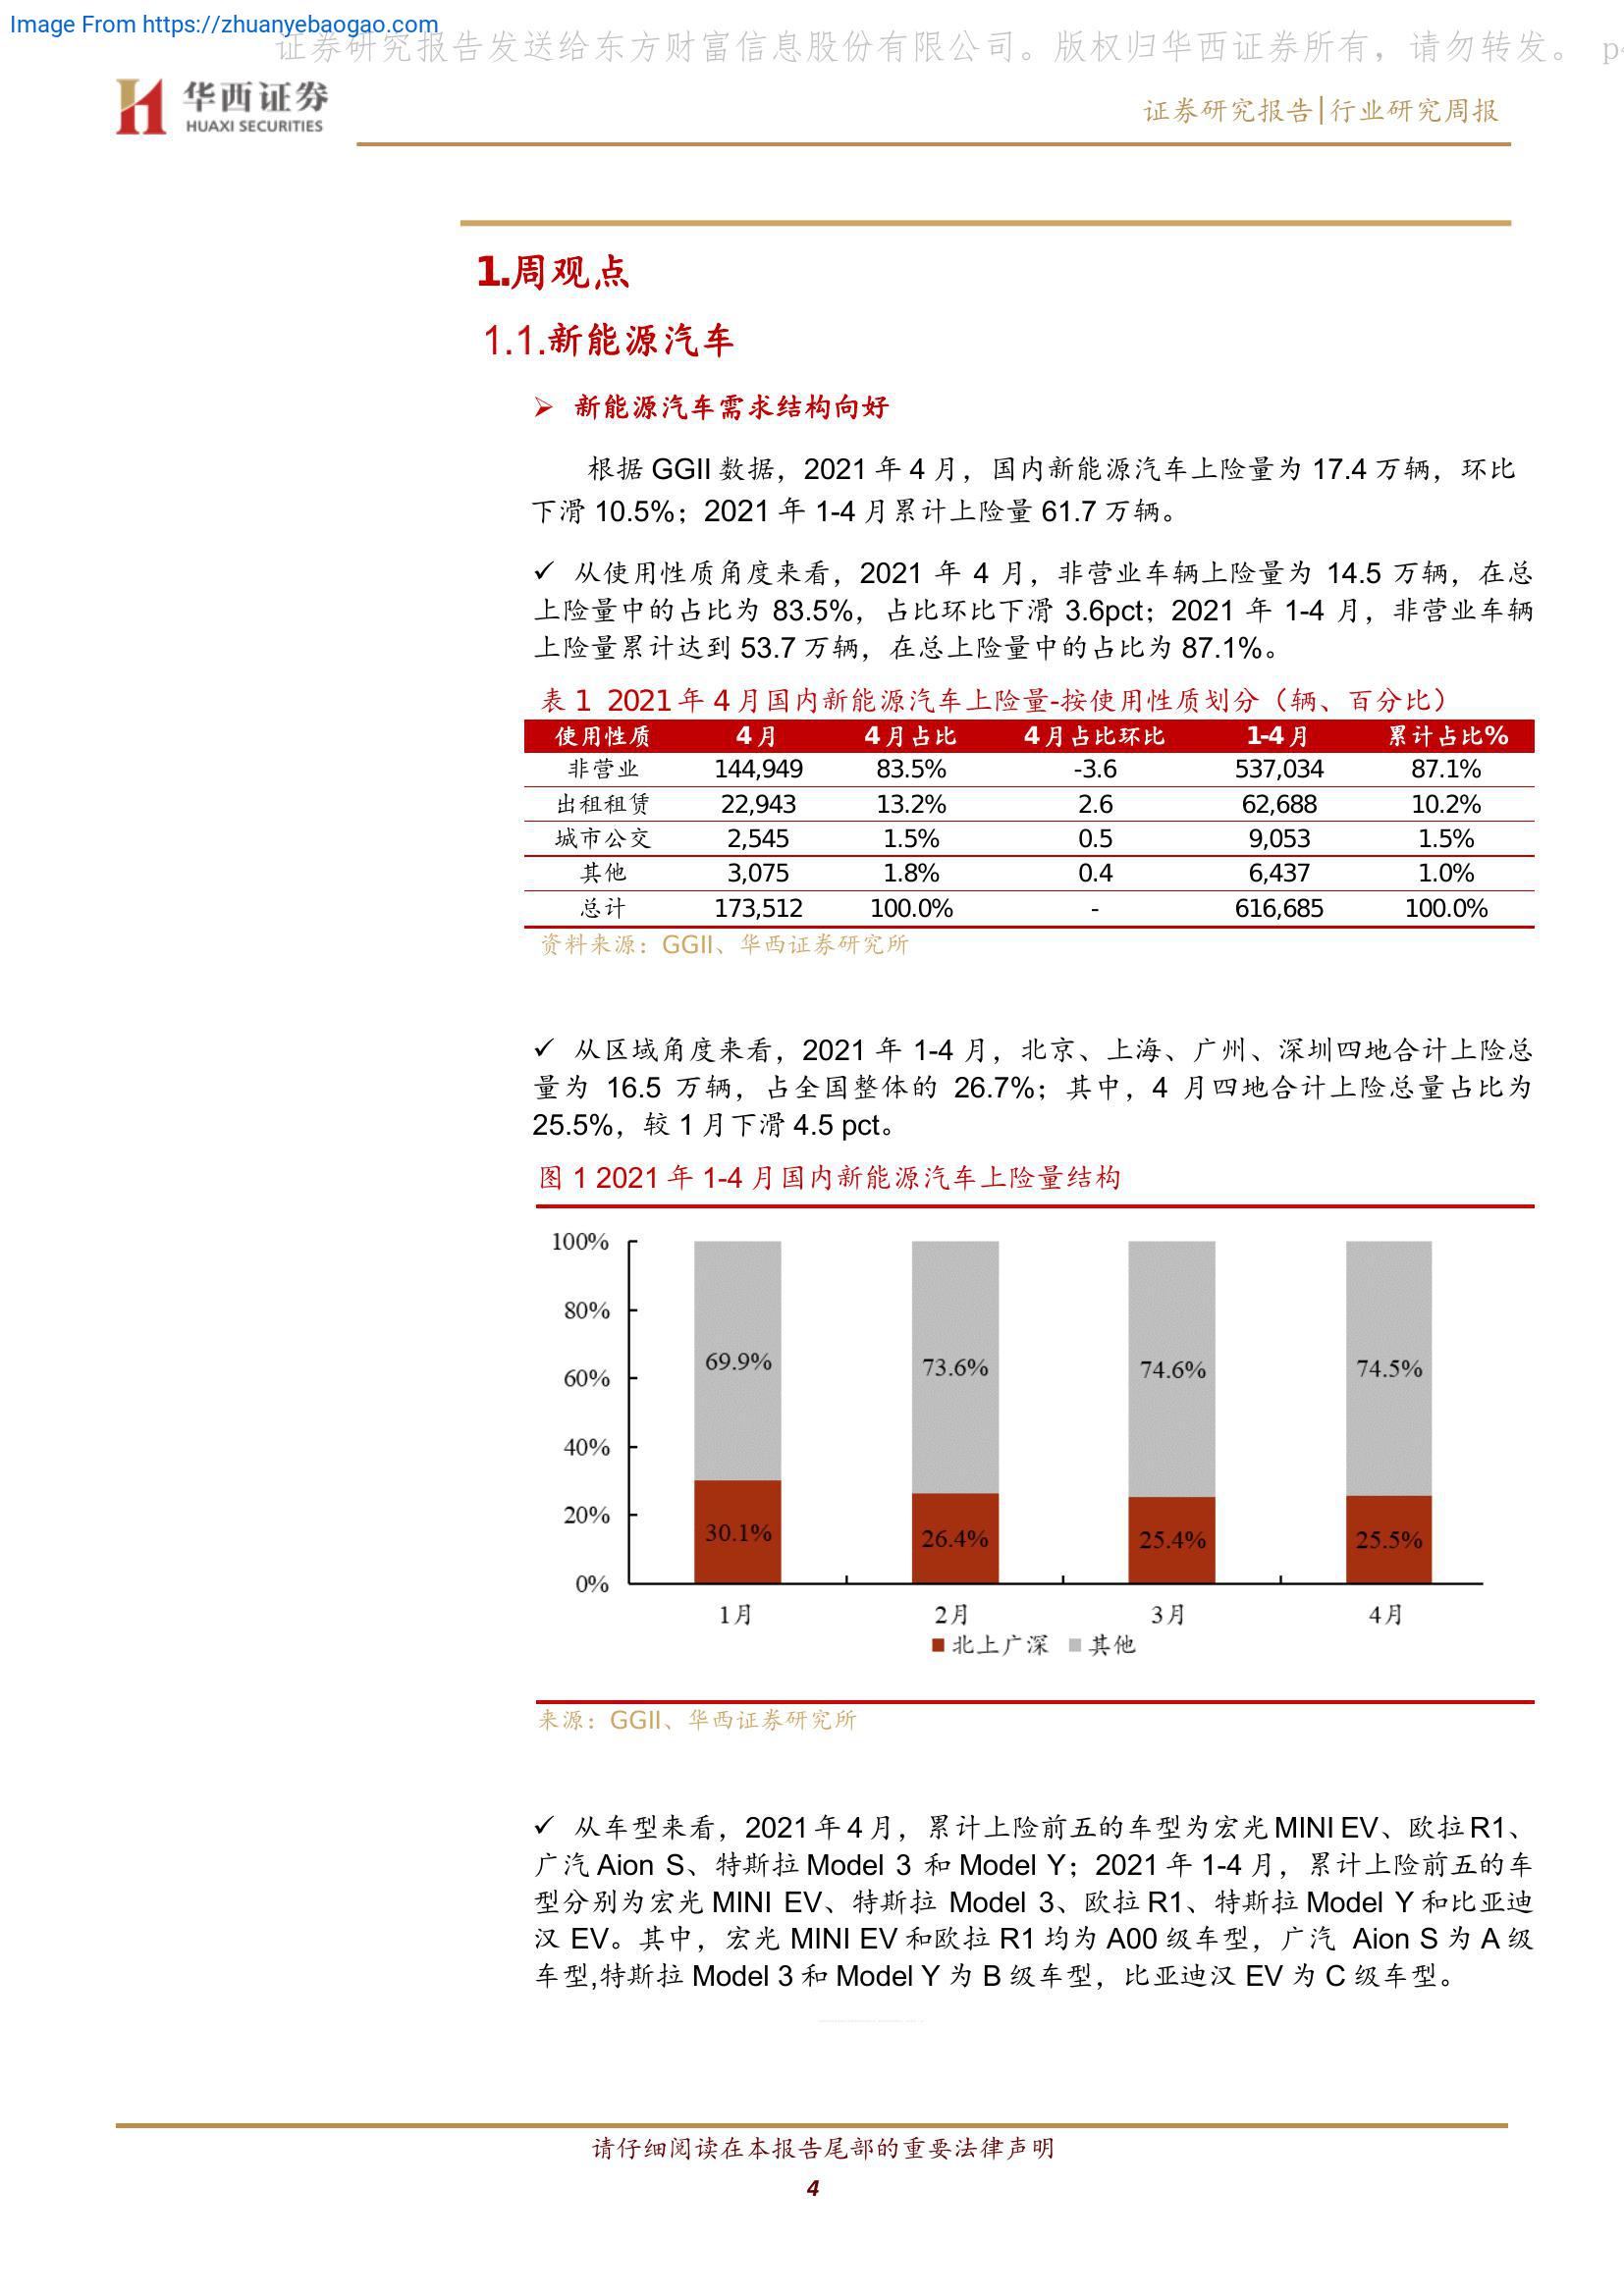 Image From https://zhuanyebaogao.com
证券研究报告发送给东方财富信息股份有限公司。版权归华西证券所有，请勿转发。 p4
华西证券
HUAXI SECURITIES
证券研究报告|行业研究周报
1.周观点
1.1.新能源汽车
➢ 新能源汽车需求结构向好
根据 GGII 数据，2021 年 4 月，国内新能源汽车上险量为 17.4 万辆，环比
下滑 10.5%；2021 年 1-4 月累计上险量 61.7 万辆。
✓ 从使用性质角度来看，2021 年 4 月，非营业车辆上险量为 14.5 万辆，在总
上险量中的占比为 83.5%，占比环比下滑 3.6pct；2021 年 1-4 月，非营业车辆
上险量累计达到 53.7 万辆，在总上险量中的占比为 87.1%。
表 1 2021 年 4 月国内新能源汽车上险量-按使用性质划分（辆、百分比）
使用性质 4 月 4 月占比 4 月占比环比 1-4 月 累计占比%
非营业 144,949 83.5% -3.6 537,034 87.1%
出租租赁 22,943 13.2% 2.6 62,688 10.2%
城市公交 2,545 1.5% 0.5 9,053 1.5%
其他 3,075 1.8% 0.4 6,437 1.0%
总计 173,512 100.0% - 616,685 100.0%
资料来源：GGII、华西证券研究所
✓ 从区域角度来看，2021 年 1-4 月，北京、上海、广州、深圳四地合计上险总
量为 16.5 万辆，占全国整体的 26.7%；其中，4 月四地合计上险总量占比为
25.5%，较 1 月下滑 4.5 pct。
图 1 2021 年 1-4 月国内新能源汽车上险量结构
100%
80%
60%
40%
20%
0%
69.9% 73.6% 74.6% 74.5%
30.1% 26.4% 25.4% 25.5%
1月 2月 3月 4月
北上广深 其他
来源：GGII、华西证券研究所
✓ 从车型来看，2021 年 4 月，累计上险前五的车型为宏光 MINI EV、欧拉 R1、
广汽 Aion S、特斯拉 Model 3 和 Model Y；2021 年 1-4 月，累计上险前五的车
型分别为宏光 MINI EV、特斯拉 Model 3、欧拉 R1、特斯拉 Model Y 和比亚迪
汉 EV。其中，宏光 MINI EV 和欧拉 R1 均为 A00 级车型，广汽 Aion S 为 A 级
车型,特斯拉 Model 3 和 Model Y 为 B 级车型，比亚迪汉 EV 为 C 级车型。
请仔细阅读在本报告尾部的重要法律声明
4